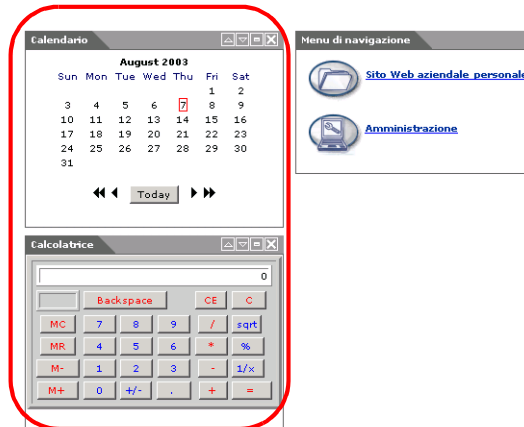 Calendario
August 2003
Sun Mon Tue Wed Thu Fri Sat
1 2
3 4 5 6 7 8 9
10 11 12 13 14 15 16
17 18 19 20 21 22 23
24 25 26 27 28 29 30
31
Today
Calcolatrice
0
Backspace CE C
MC 7 8 9 / sqrt
MR 4 5 6 * %
M- 1 2 3 - 1/x
M+ 0 +/- . + =
Menu di navigazione
Sito Web aziendale personale
Amministrazione